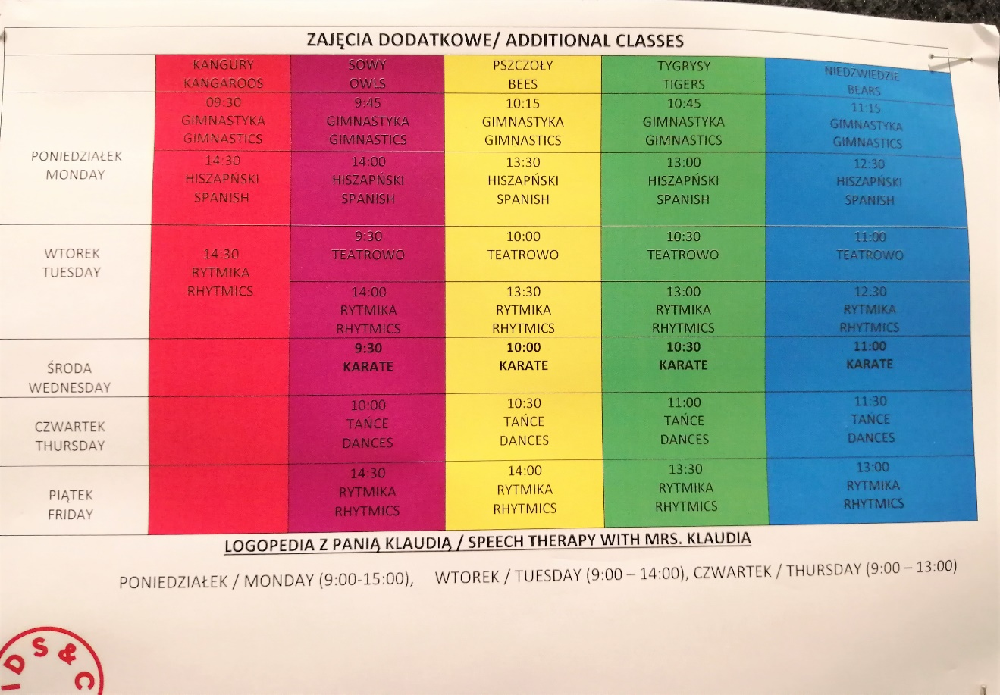 ZAJĘCIA DODATKOWE/ ADDITIONAL CLASSES
KANGURY
KANGAROOS
SOWY
OWLS
PSZCZOŁY
BEES
TYGRYSY
TIGERS
NIEDŹWIEDZIE
BEARS
PONIEDZIAŁEK
MONDAY
09:30
GIMNASTYKA
GIMNASTICS
9:45
GIMNASTYKA
GIMNASTICS
10:15
GIMNASTYKA
GIMNASTICS
10:45
GIMNASTYKA
GIMNASTICS
11:15
GIMNASTYKA
GIMNASTICS
14:30
HISZAPŃSKI
SPANISH
14:00
HISZAPŃSKI
SPANISH
13:30
HISZAPŃSKI
SPANISH
13:00
HISZAPŃSKI
SPANISH
12:30
HISZAPŃSKI
SPANISH
WTOREK
TUESDAY
14:30
RYTMIKA
RHYTMICS
9:30
TEATROWO
10:00
TEATROWO
10:30
TEATROWO
11:00
TEATROWO
14:00
RYTMIKA
RHYTMICS
13:30
RYTMIKA
RHYTMICS
13:00
RYTMIKA
RHYTMICS
12:30
RYTMIKA
RHYTMICS
ŚRODA
WEDNESDAY
9:30
KARATE
10:00
KARATE
10:30
KARATE
11:00
KARATE
CZWARTEK
THURSDAY
10:00
TAŃCE
DANCES
10:30
TAŃCE
DANCES
11:00
TAŃCE
DANCES
11:30
TAŃCE
DANCES
PIĄTEK
FRIDAY
14:30
RYTMIKA
RHYTMICS
14:00
RYTMIKA
RHYTMICS
13:30
RYTMIKA
RHYTMICS
13:00
RYTMIKA
RHYTMICS
LOGOPEDIA Z PANIĄ KLAUDIĄ / SPEECH THERAPY WITH MRS. KLAUDIA
PONIEDZIAŁEK / MONDAY (9:00-15:00), WTOREK / TUESDAY (9:00 – 14:00), CZWARTEK / THURSDAY (9:00 – 13:00)
IDS & C